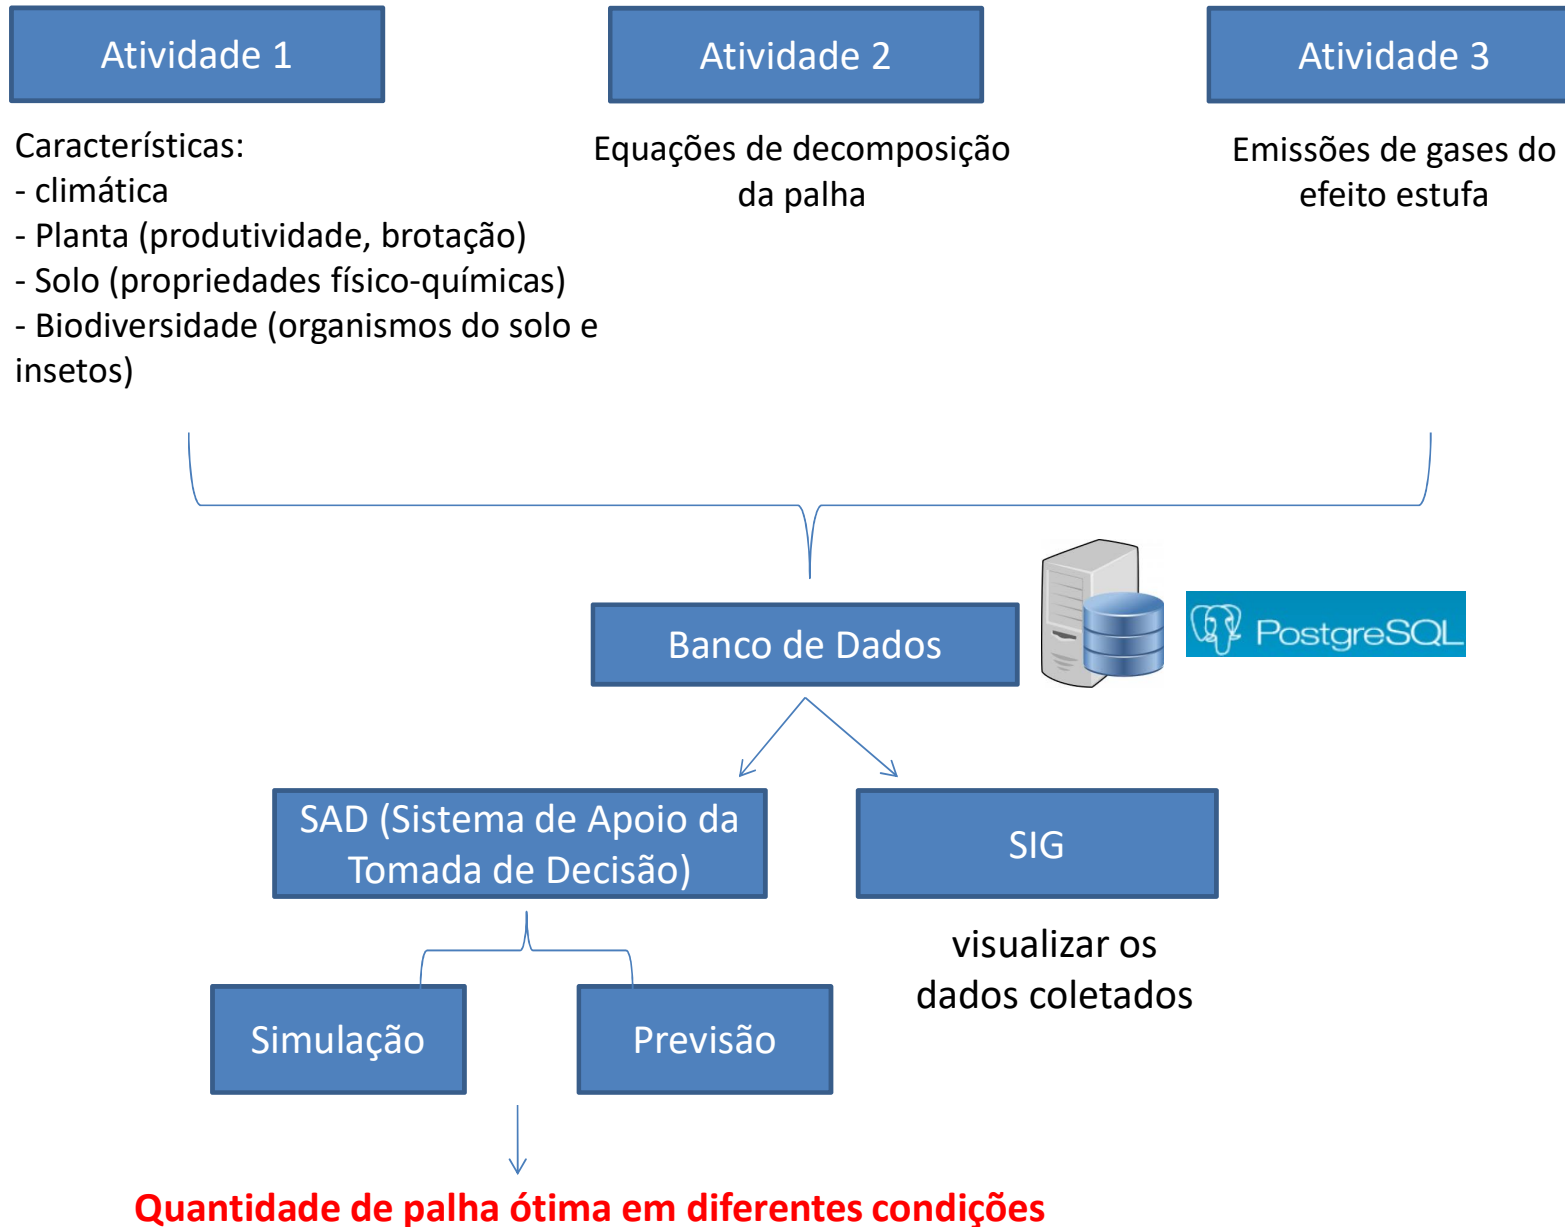 Atividade 1
Atividade 2
Atividade 3
Características:
- climática
- Planta (produtividade, brotação)
- Solo (propriedades físico-químicas)
- Biodiversidade (organismos do solo e
insetos)
Equações de decomposição
da palha
Emissões de gases do
efeito estufa
Banco de Dados
PostgreSQL
SAD (Sistema de Apoio da
Tomada de Decisão)
SIG
visualizar os
dados coletados
Simulação
Previsão
Quantidade de palha ótima em diferentes condições